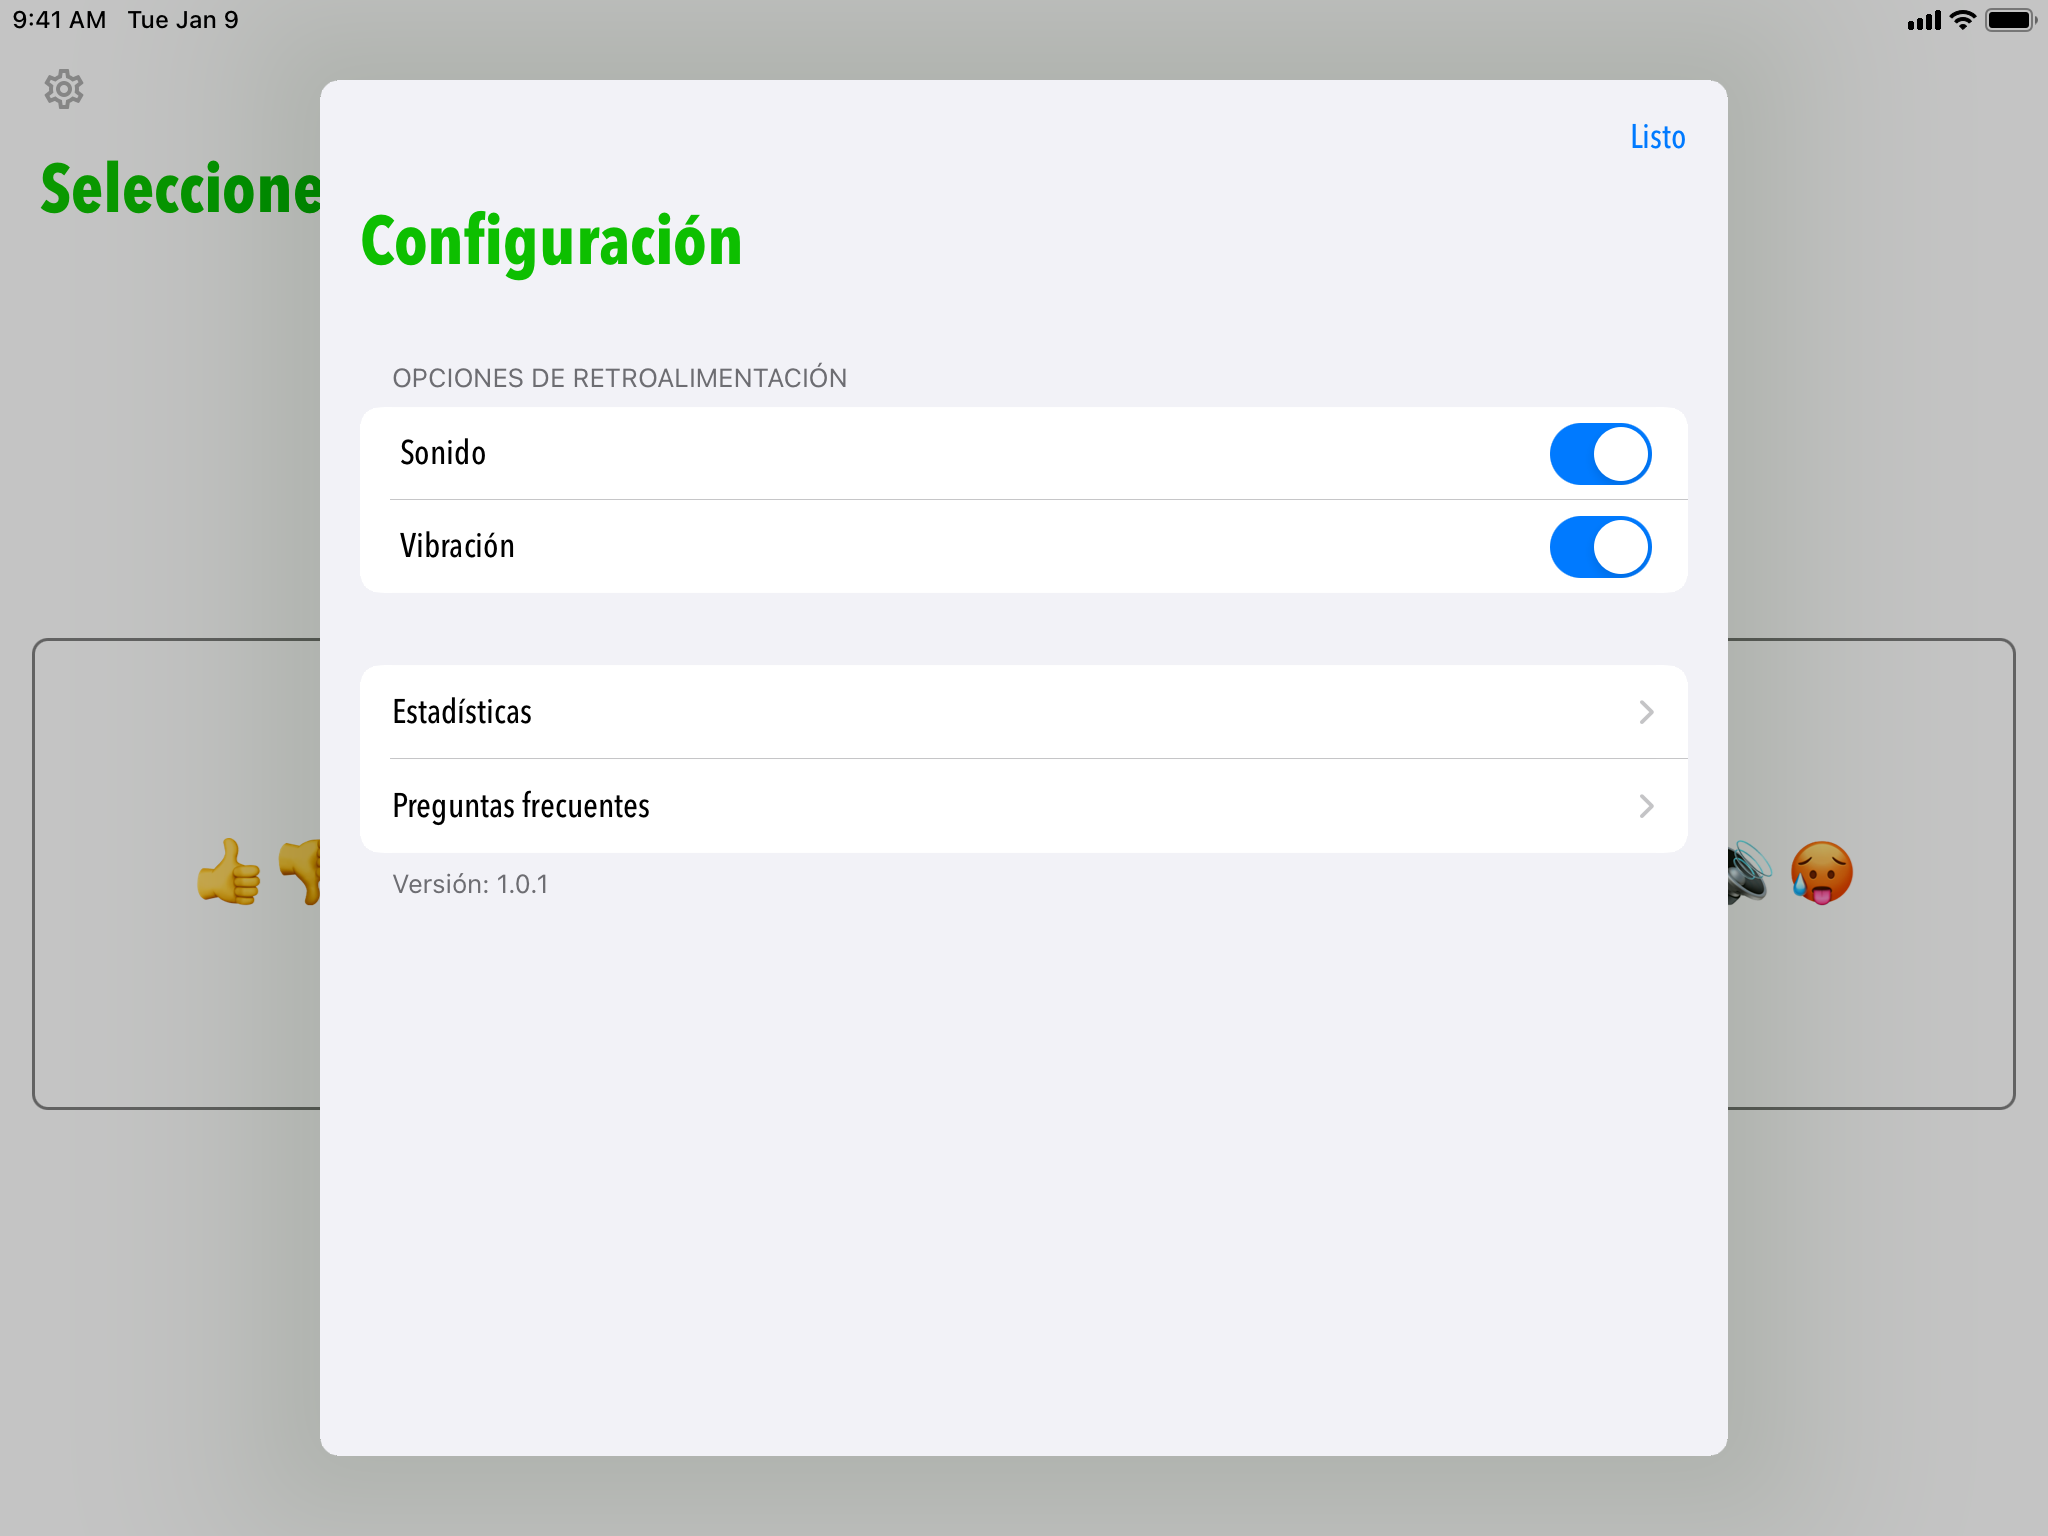 9:41 AM Tue Jan 9
Seleccione
Listo
Configuración
OPCIONES DE RETROALIMENTACIÓN
Sonido
Vibración
Estadísticas
Preguntas frecuentes
Versión: 1.0.1